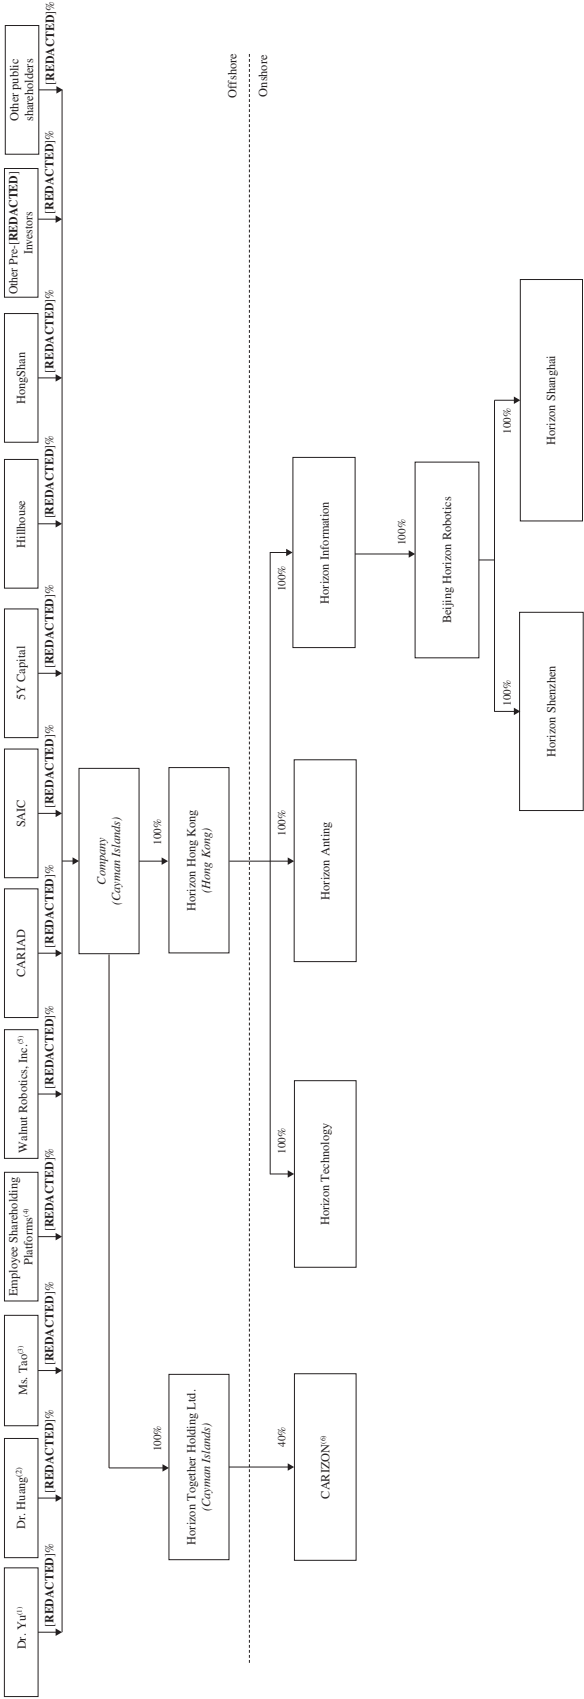 Dr. Yu(1)
Dr. Huang(2)
Ms. Tao(3)
Employee Shareholding
Platforms(4)
Walnut Robotics, Inc.(5)
CARIAD
SAIC
5Y Capital
Hillhouse
HongShan
Other Pre-[REDACTED]
Investors
Other public
shareholders
[REDACTED]%
[REDACTED]%
[REDACTED]%
[REDACTED]%
[REDACTED]%
[REDACTED]%
[REDACTED]%
[REDACTED]%
[REDACTED]%
[REDACTED]%
[REDACTED]%
[REDACTED]%
Company
(Cayman Islands)
100%
100%
Horizon Together Holding Ltd.
(Cayman Islands)
Horizon Hong Kong
(Hong Kong)
Offshore
Onshore
40%
100%
100%
100%
CARIZON(6)
Horizon Technology
Horizon Anting
Horizon Information
100%
Beijing Horizon Robotics
100%
100%
Horizon Shenzhen
Horizon Shanghai